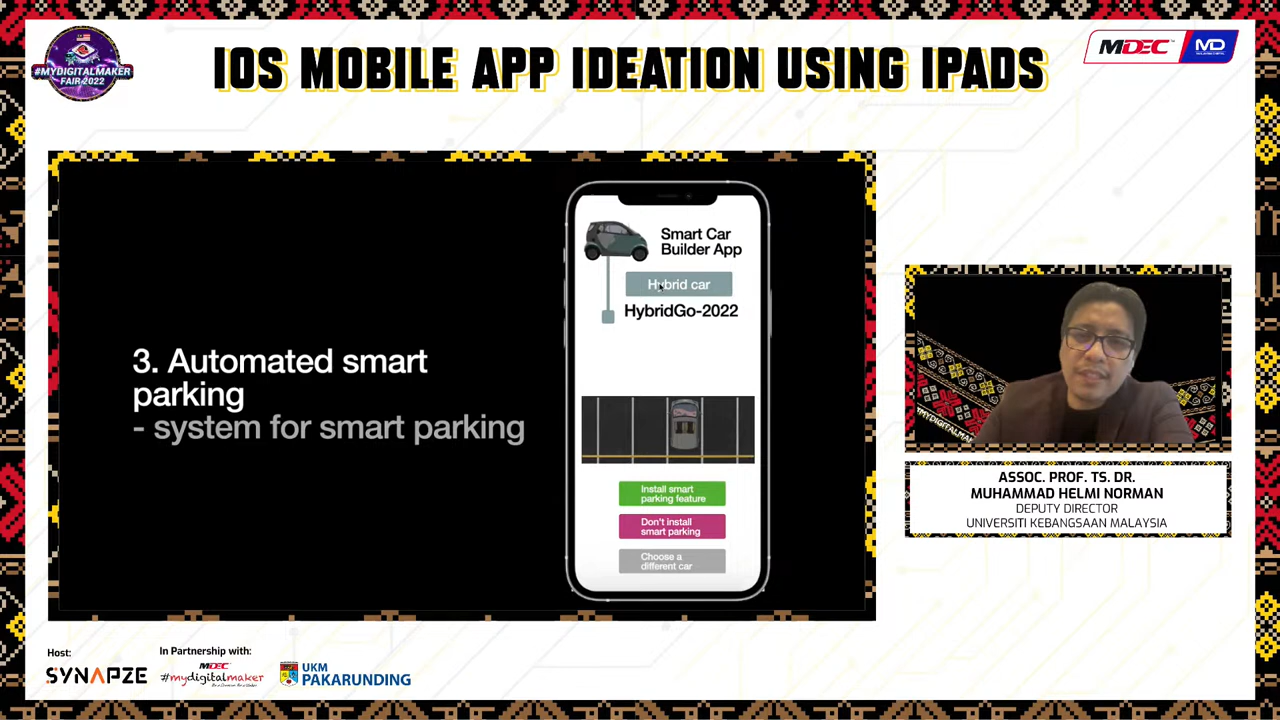 #MYDIGITALMAKER
FAIR 2022
IOS MOBILE APP IDEATION USING IPADS
MDEC
MD
3. Automated smart
parking
- system for smart parking
Smart Car
Builder App
Hybrid car
HybridGo-2022
Install smart
parking feature
Don't install
smart parking
Choose a
different car
#MYDIGITALMA
ASSOC. PROF. TS. DR.
MUHAMMAD HELMI NORMAN
DEPUTY DIRECTOR
UNIVERSITI KEBANGSAAN MALAYSIA
Host:
SYNAPZE
In Partnership with:
MDEC
#mydigitalmaker
UKM
PAKARUNDING